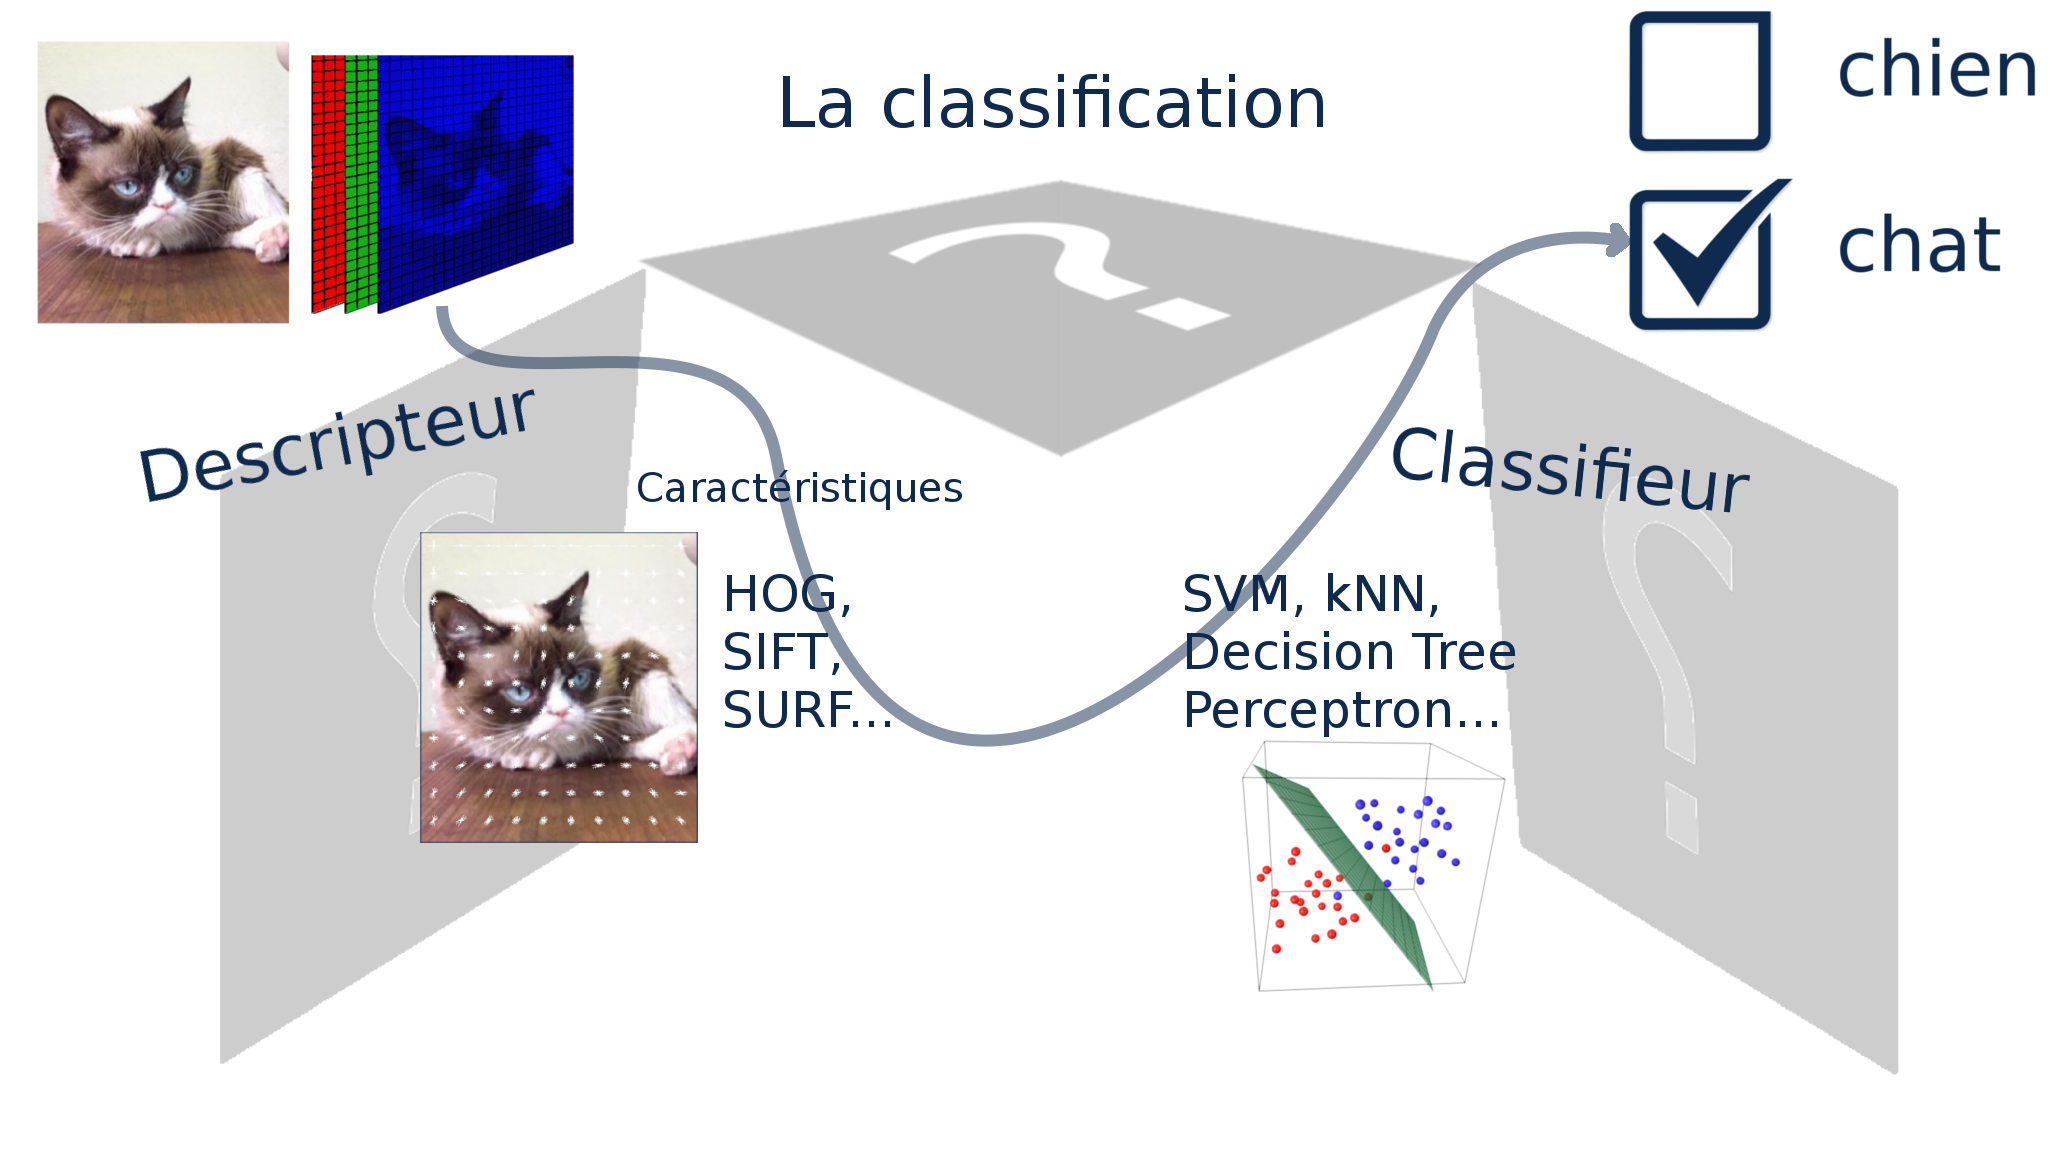 La classification
chien
chat
Descripteur
Caractéristiques
HOG,
SIFT,
SURF...
Classifieur
SVM, kNN,
Decision Tree
Perceptron...
?
?
?